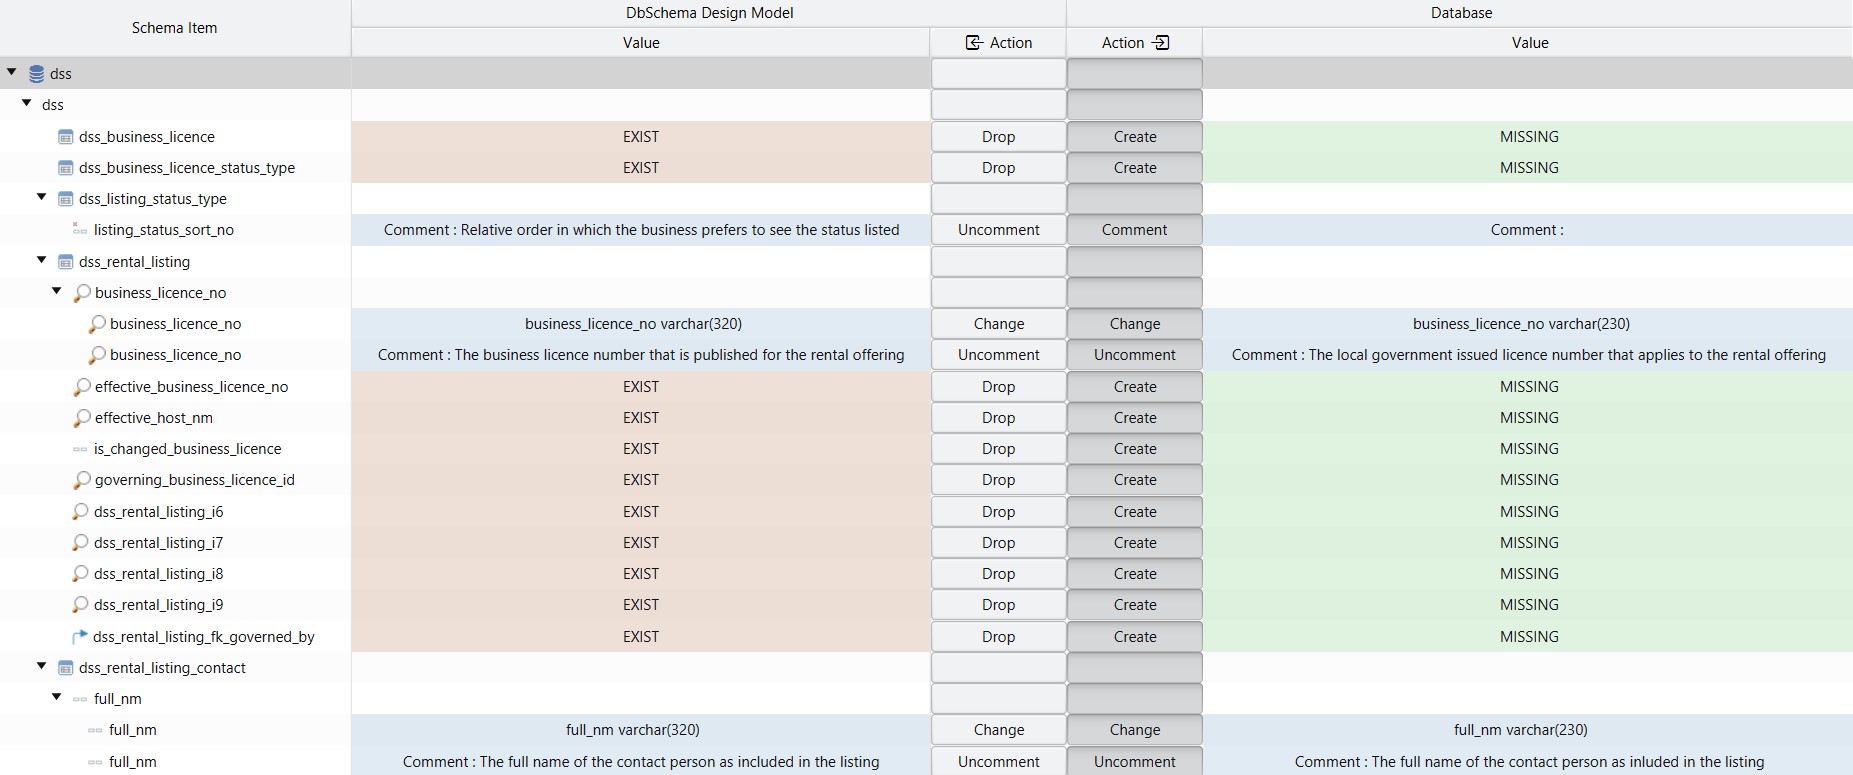 Schema Item DbSchema Design Model Database
Value Action Action Value
dss
dss
dss_business_licence EXIST Drop Create MISSING
dss_business_licence_status_type EXIST Drop Create MISSING
dss_listing_status_type
listing_status_sort_no Comment : Relative order in which the business prefers to see the status listed Uncomment Comment Comment :
dss_rental_listing
business_licence_no
business_licence_no business_licence_no varchar(320) Change Change business_licence_no varchar(230)
business_licence_no Comment : The business licence number that is published for the rental offering Uncomment Uncomment Comment : The local government issued licence number that applies to the rental offering
effective_business_licence_no EXIST Drop Create MISSING
effective_host_nm EXIST Drop Create MISSING
is_changed_business_licence EXIST Drop Create MISSING
governing_business_licence_id EXIST Drop Create MISSING
dss_rental_listing_i6 EXIST Drop Create MISSING
dss_rental_listing_i7 EXIST Drop Create MISSING
dss_rental_listing_i8 EXIST Drop Create MISSING
dss_rental_listing_i9 EXIST Drop Create MISSING
dss_rental_listing_fk_governed_by EXIST Drop Create MISSING
dss_rental_listing_contact
full_nm
full_nm full_nm varchar(320) Change Change full_nm varchar(230)
full_nm Comment : The full name of the contact person as included in the listing Uncomment Uncomment Comment : The full name of the contact person as inluded in the listing